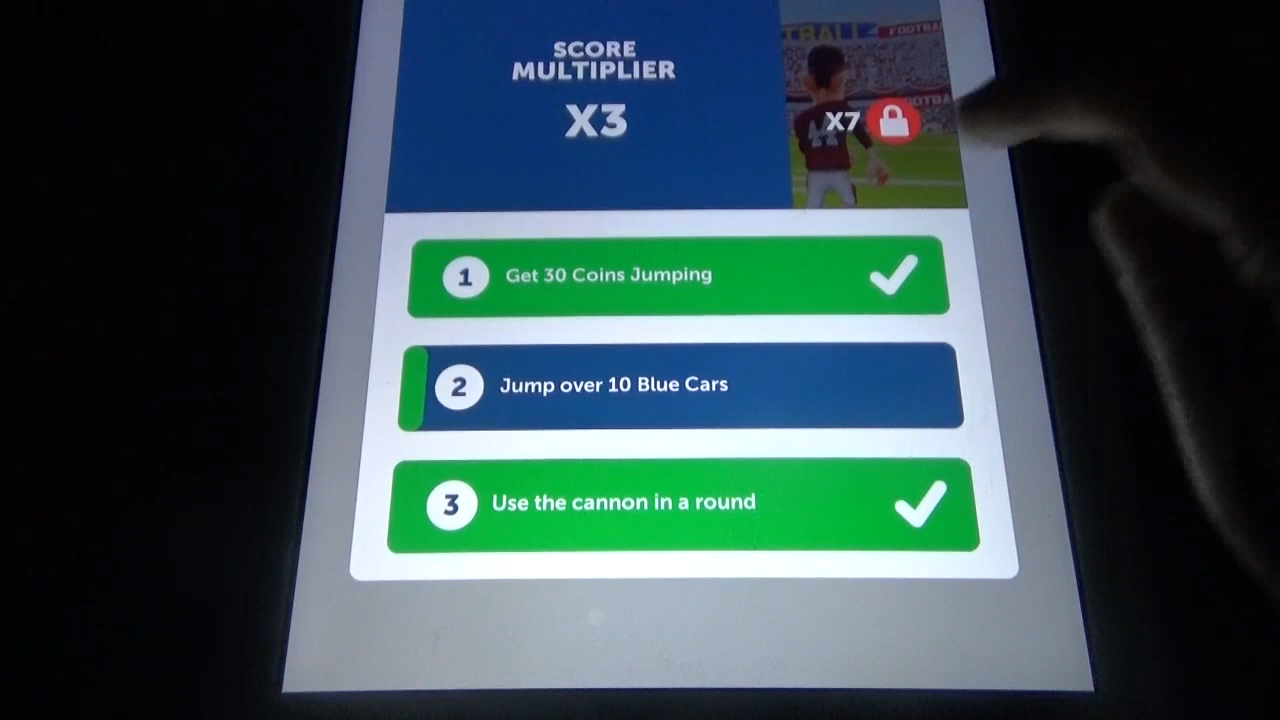 SCORE
MULTIPLIER
X3
X7
44
1 Get 30 Coins Jumping
2 Jump over 10 Blue Cars
3 Use the cannon in a round